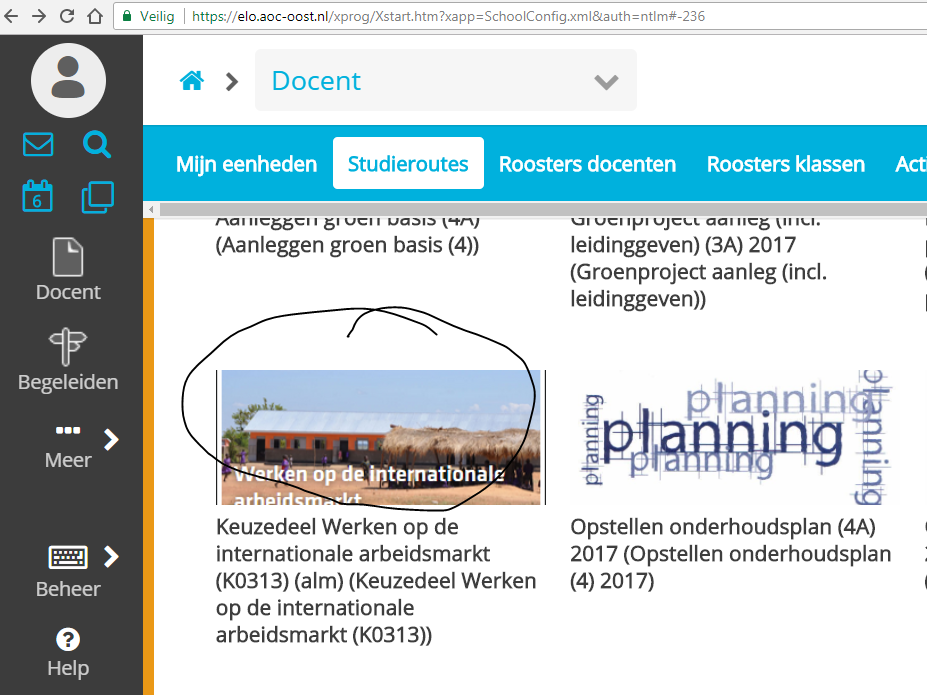 Veilig
https://elo.aoc-oost.nl/xprog/Xstart.htm?xapp=SchoolConfig.xml&auth=ntlm#-236
Docent
Mijn eenheden
Studieroutes
Roosters docenten
Roosters klassen
Act
6
Docent
Begeleiden
Meer
Beheer
Help
Aanleggen groen basis (4A)
(Aanleggen groen basis (4))
Groenproject aanleg (incl.
leidinggeven) (3A) 2017
(Groenproject aanleg (incl.
leidinggeven))
Werken op de internationale
arbeidsmarkt
Keuzedeel Werken op de
internationale arbeidsmarkt
(K0313) (alm) (Keuzedeel Werken
op de internationale
arbeidsmarkt (K0313))
planning
planning
planning
planning
planning
Opstellen onderhoudsplan (4A)
2017 (Opstellen onderhoudsplan
(4) 2017)